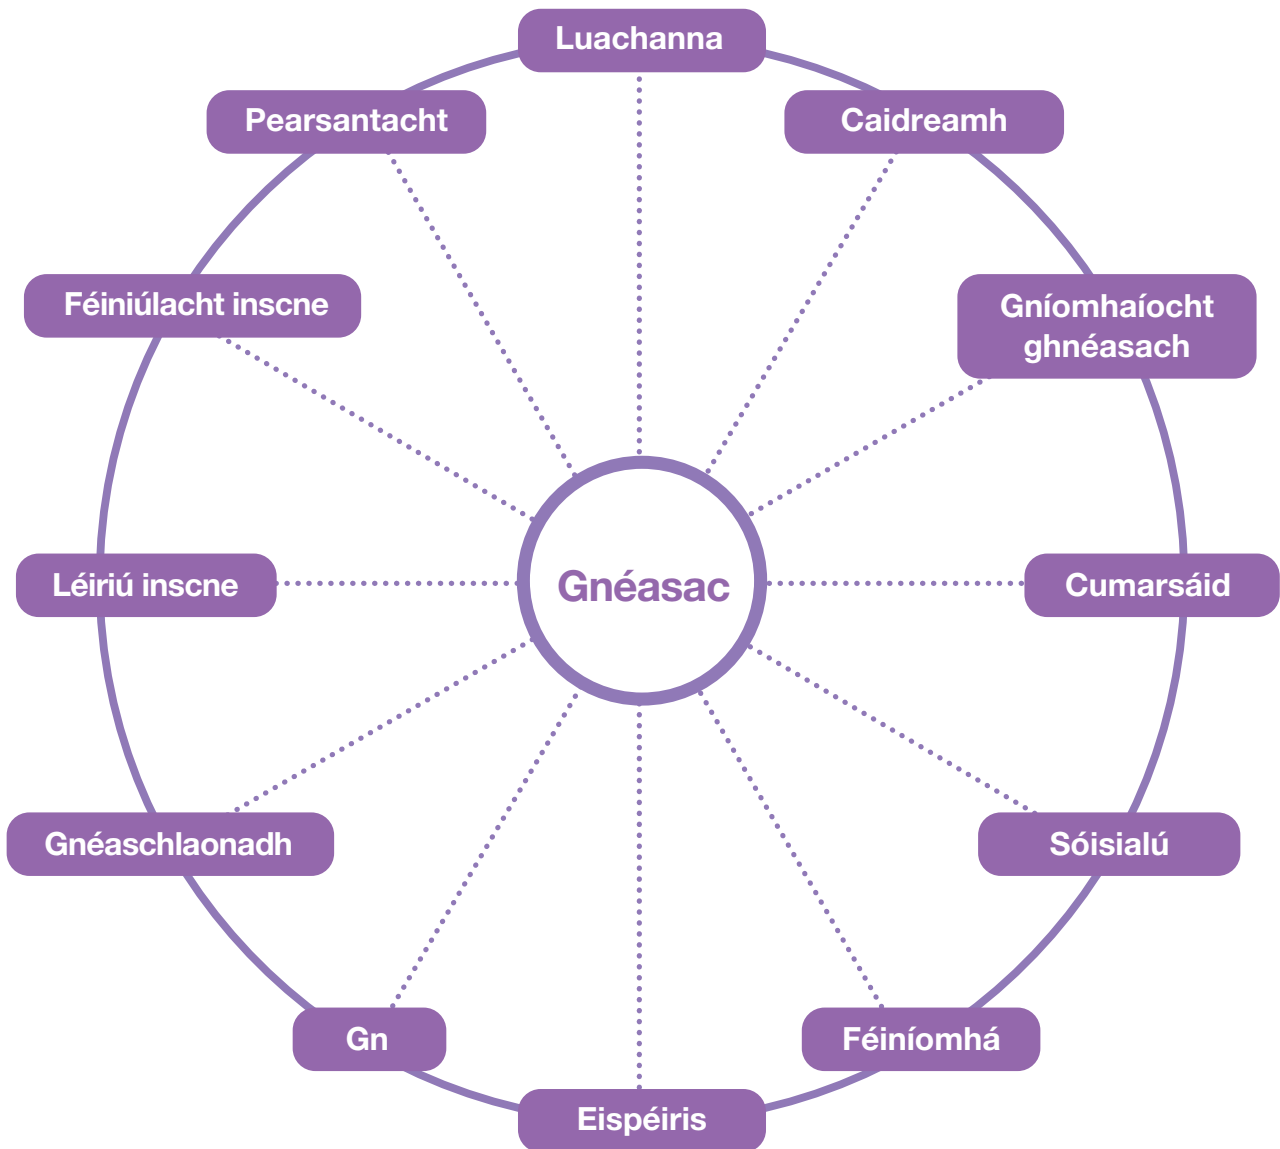 Luachanna
Pearsantacht
Caidreamh
Féiniúlacht inscne
Gníomhaíocht
ghnéasach
Léiriú inscne
Gnéasac
Cumarsáid
Gnéaschlaonadh
Sóisialú
Gn
Féiníomhá
Eispéiris